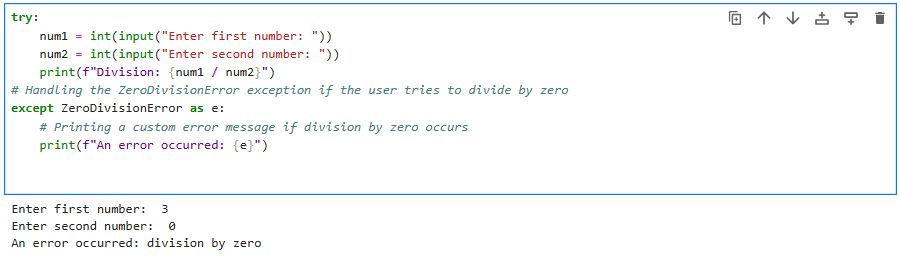 try:
    num1 = int(input("Enter first number: "))
    num2 = int(input("Enter second number: "))
    print(f"Division: {num1 / num2}")
# Handling the ZeroDivisionError exception if the user tries to divide by zero
except ZeroDivisionError as e:
    # Printing a custom error message if division by zero occurs
    print(f"An error occurred: {e}")
Enter first number:  3
Enter second number:  0
An error occurred: division by zero